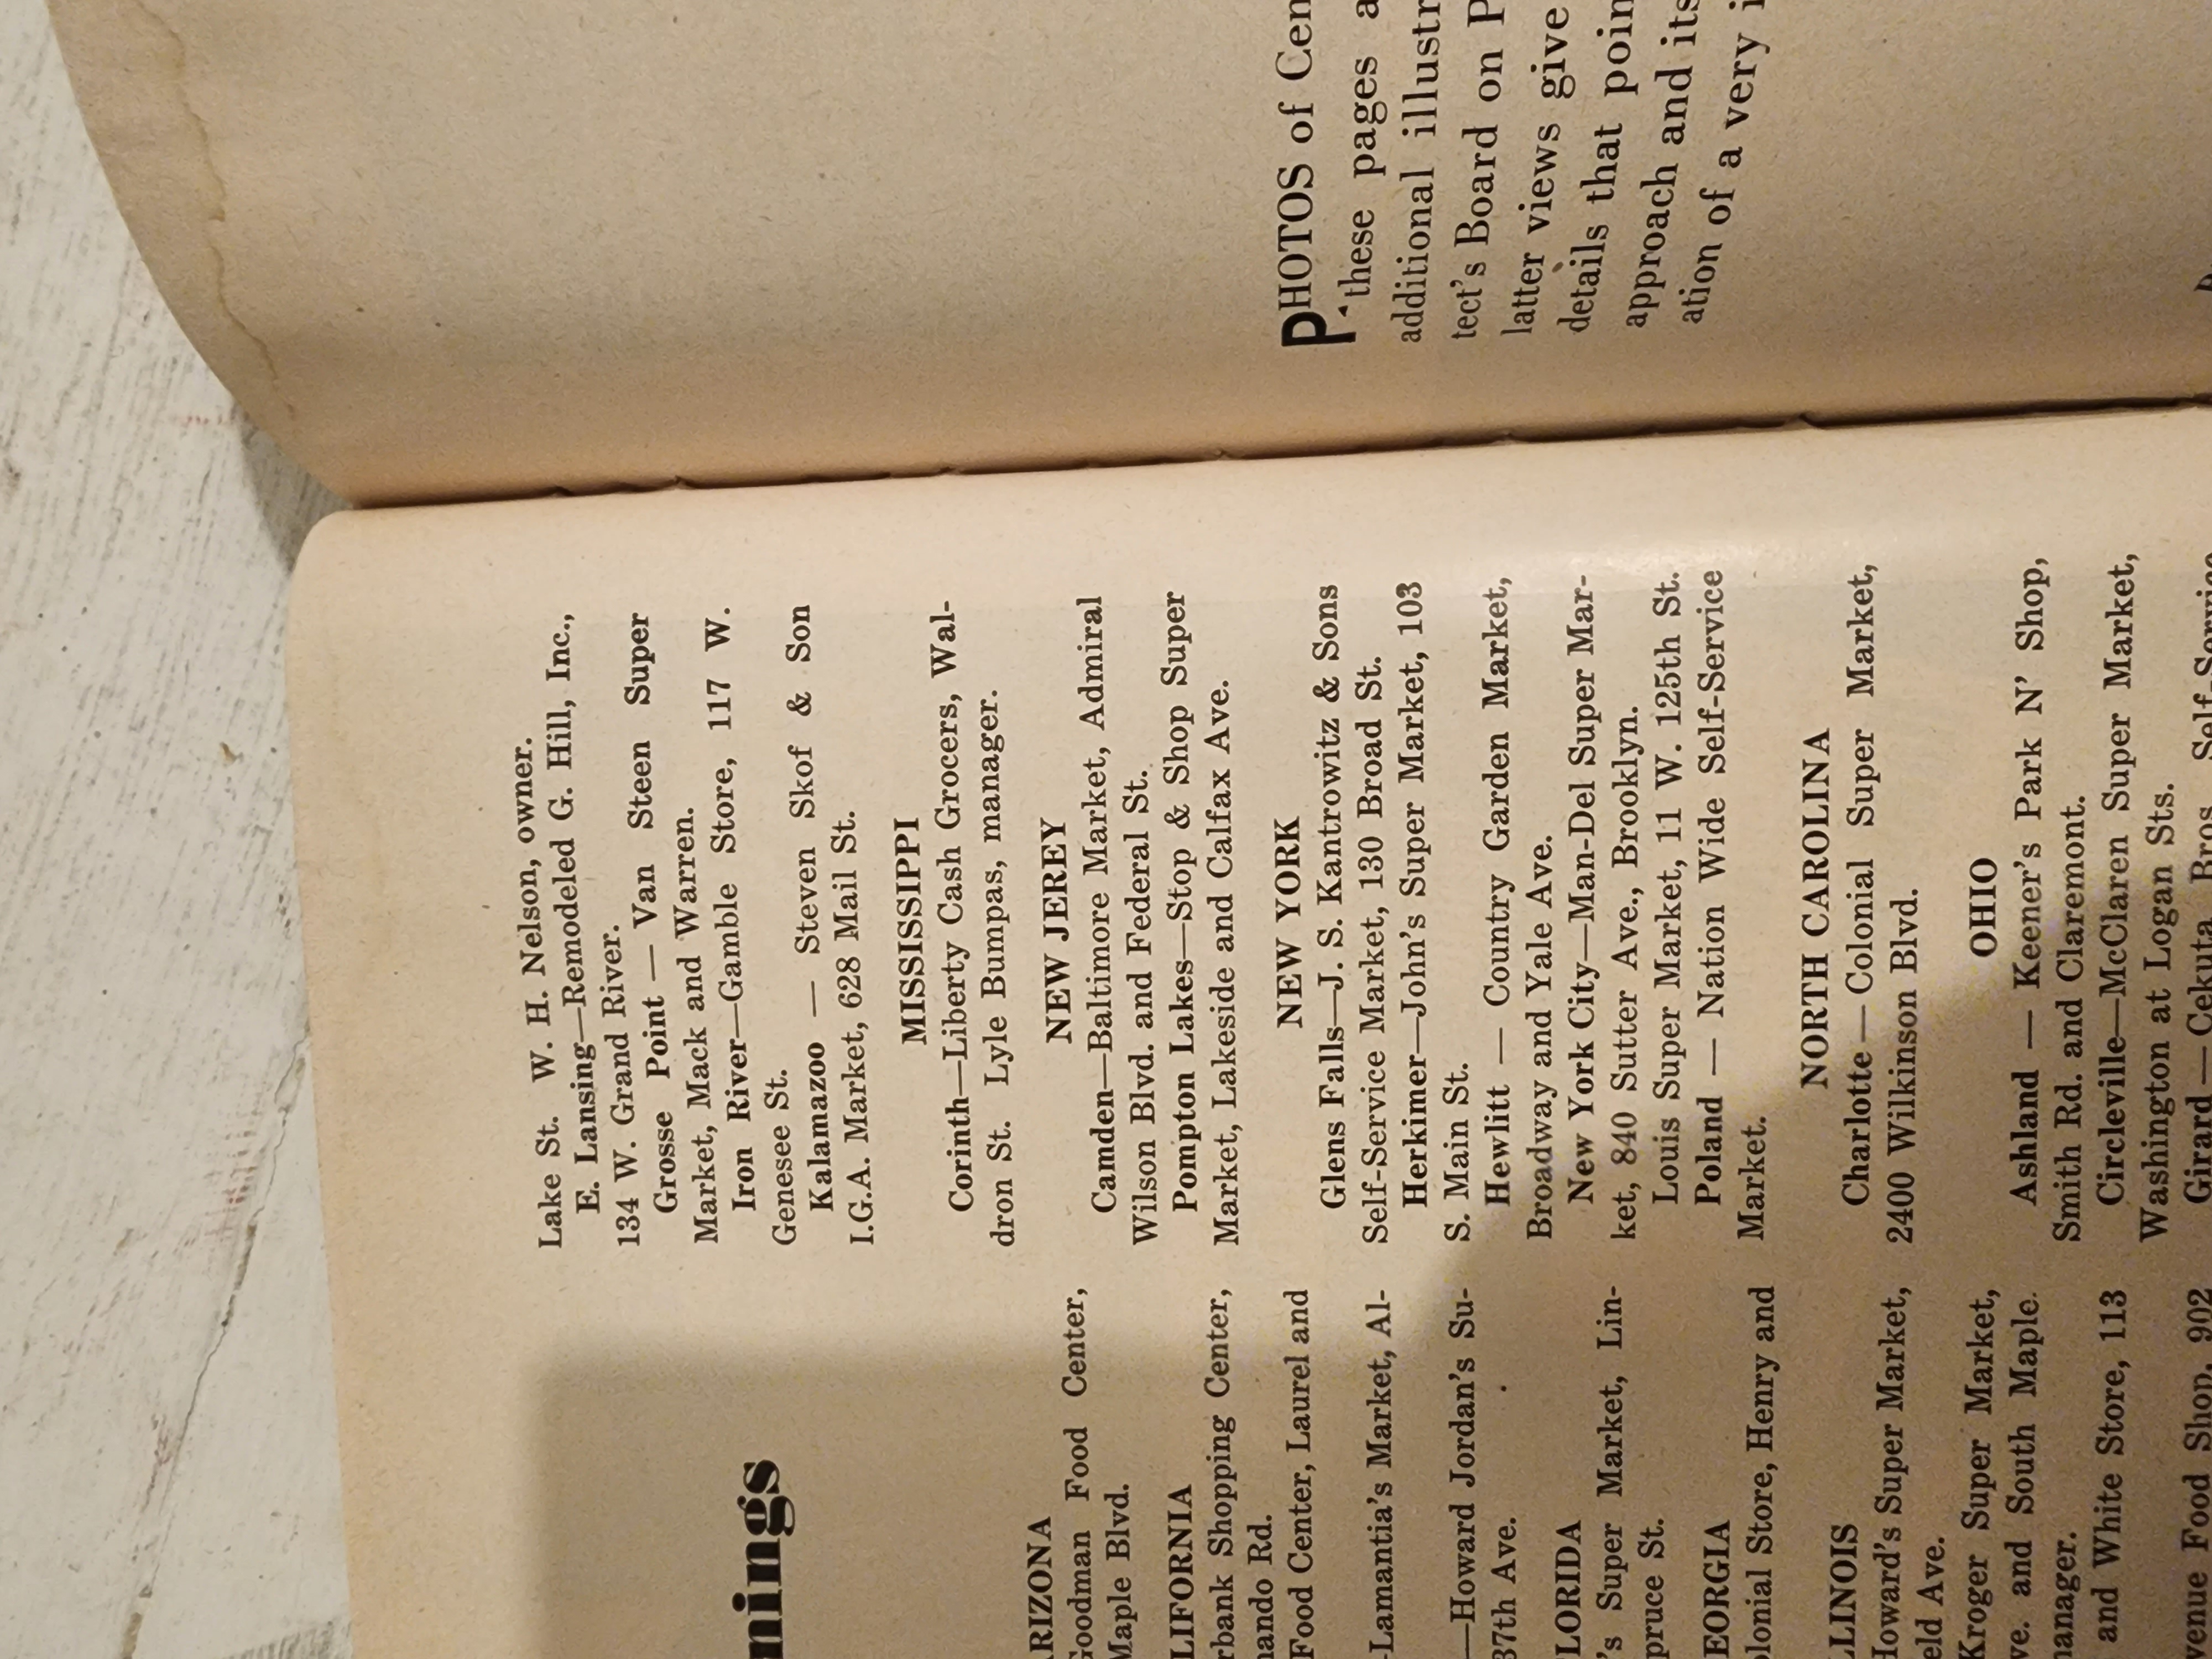 nings
RIZONA
Goodman Food Center,
Maple Blvd.
LIFORNIA
rbank Shopping Center,
nando Rd.
Food Center, Laurel and
-Lamantia's Market, Al-
—Howard Jordan's Su-
37th Ave.
LORIDA
's Super Market, Lin-
pruce St.
EORGIA
olonial Store, Henry and
LLINOIS
Howard's Super Market,
eld Ave.
Kroger Super Market,
ve. and South Maple.
nanager.
and White Store, 113
venue Food Shop, 902
Lake St. W. H. Nelson, owner.
E. Lansing—Remodeled G. Hill, Inc.,
134 W. Grand River.
Grosse Point — Van Steen Super
Market, Mack and Warren.
Iron River—Gamble Store, 117 W.
Genesee St.
Kalamazoo — Steven Skof & Son
I.G.A. Market, 628 Mail St.
MISSISSIPPI
Corinth—Liberty Cash Grocers, Wal-
dron St. Lyle Bumpas, manager.
NEW JEREY
Camden—Baltimore Market, Admiral
Wilson Blvd. and Federal St.
Pompton Lakes—Stop & Shop Super
Market, Lakeside and Calfax Ave.
NEW YORK
Glens Falls—J. S. Kantrowitz & Sons
Self-Service Market, 130 Broad St.
Herkimer—John's Super Market, 103
S. Main St.
Hewlitt — Country Garden Market,
Broadway and Yale Ave.
New York City—Man-Del Super Mar-
ket, 840 Sutter Ave., Brooklyn.
Louis Super Market, 11 W. 125th St.
Poland — Nation Wide Self-Service
Market.
NORTH CAROLINA
Charlotte — Colonial Super Market,
2400 Wilkinson Blvd.
OHIO
Ashland — Keener's Park N' Shop,
Smith Rd. and Claremont.
Circleville—McClaren Super Market,
Washington at Logan Sts.
Girard — Cekuta Bros. Self-Service
PHOTOS of Cen
these pages a
additional illustr
tect's Board on P
latter views give
details that poin
approach and its
ation of a very i